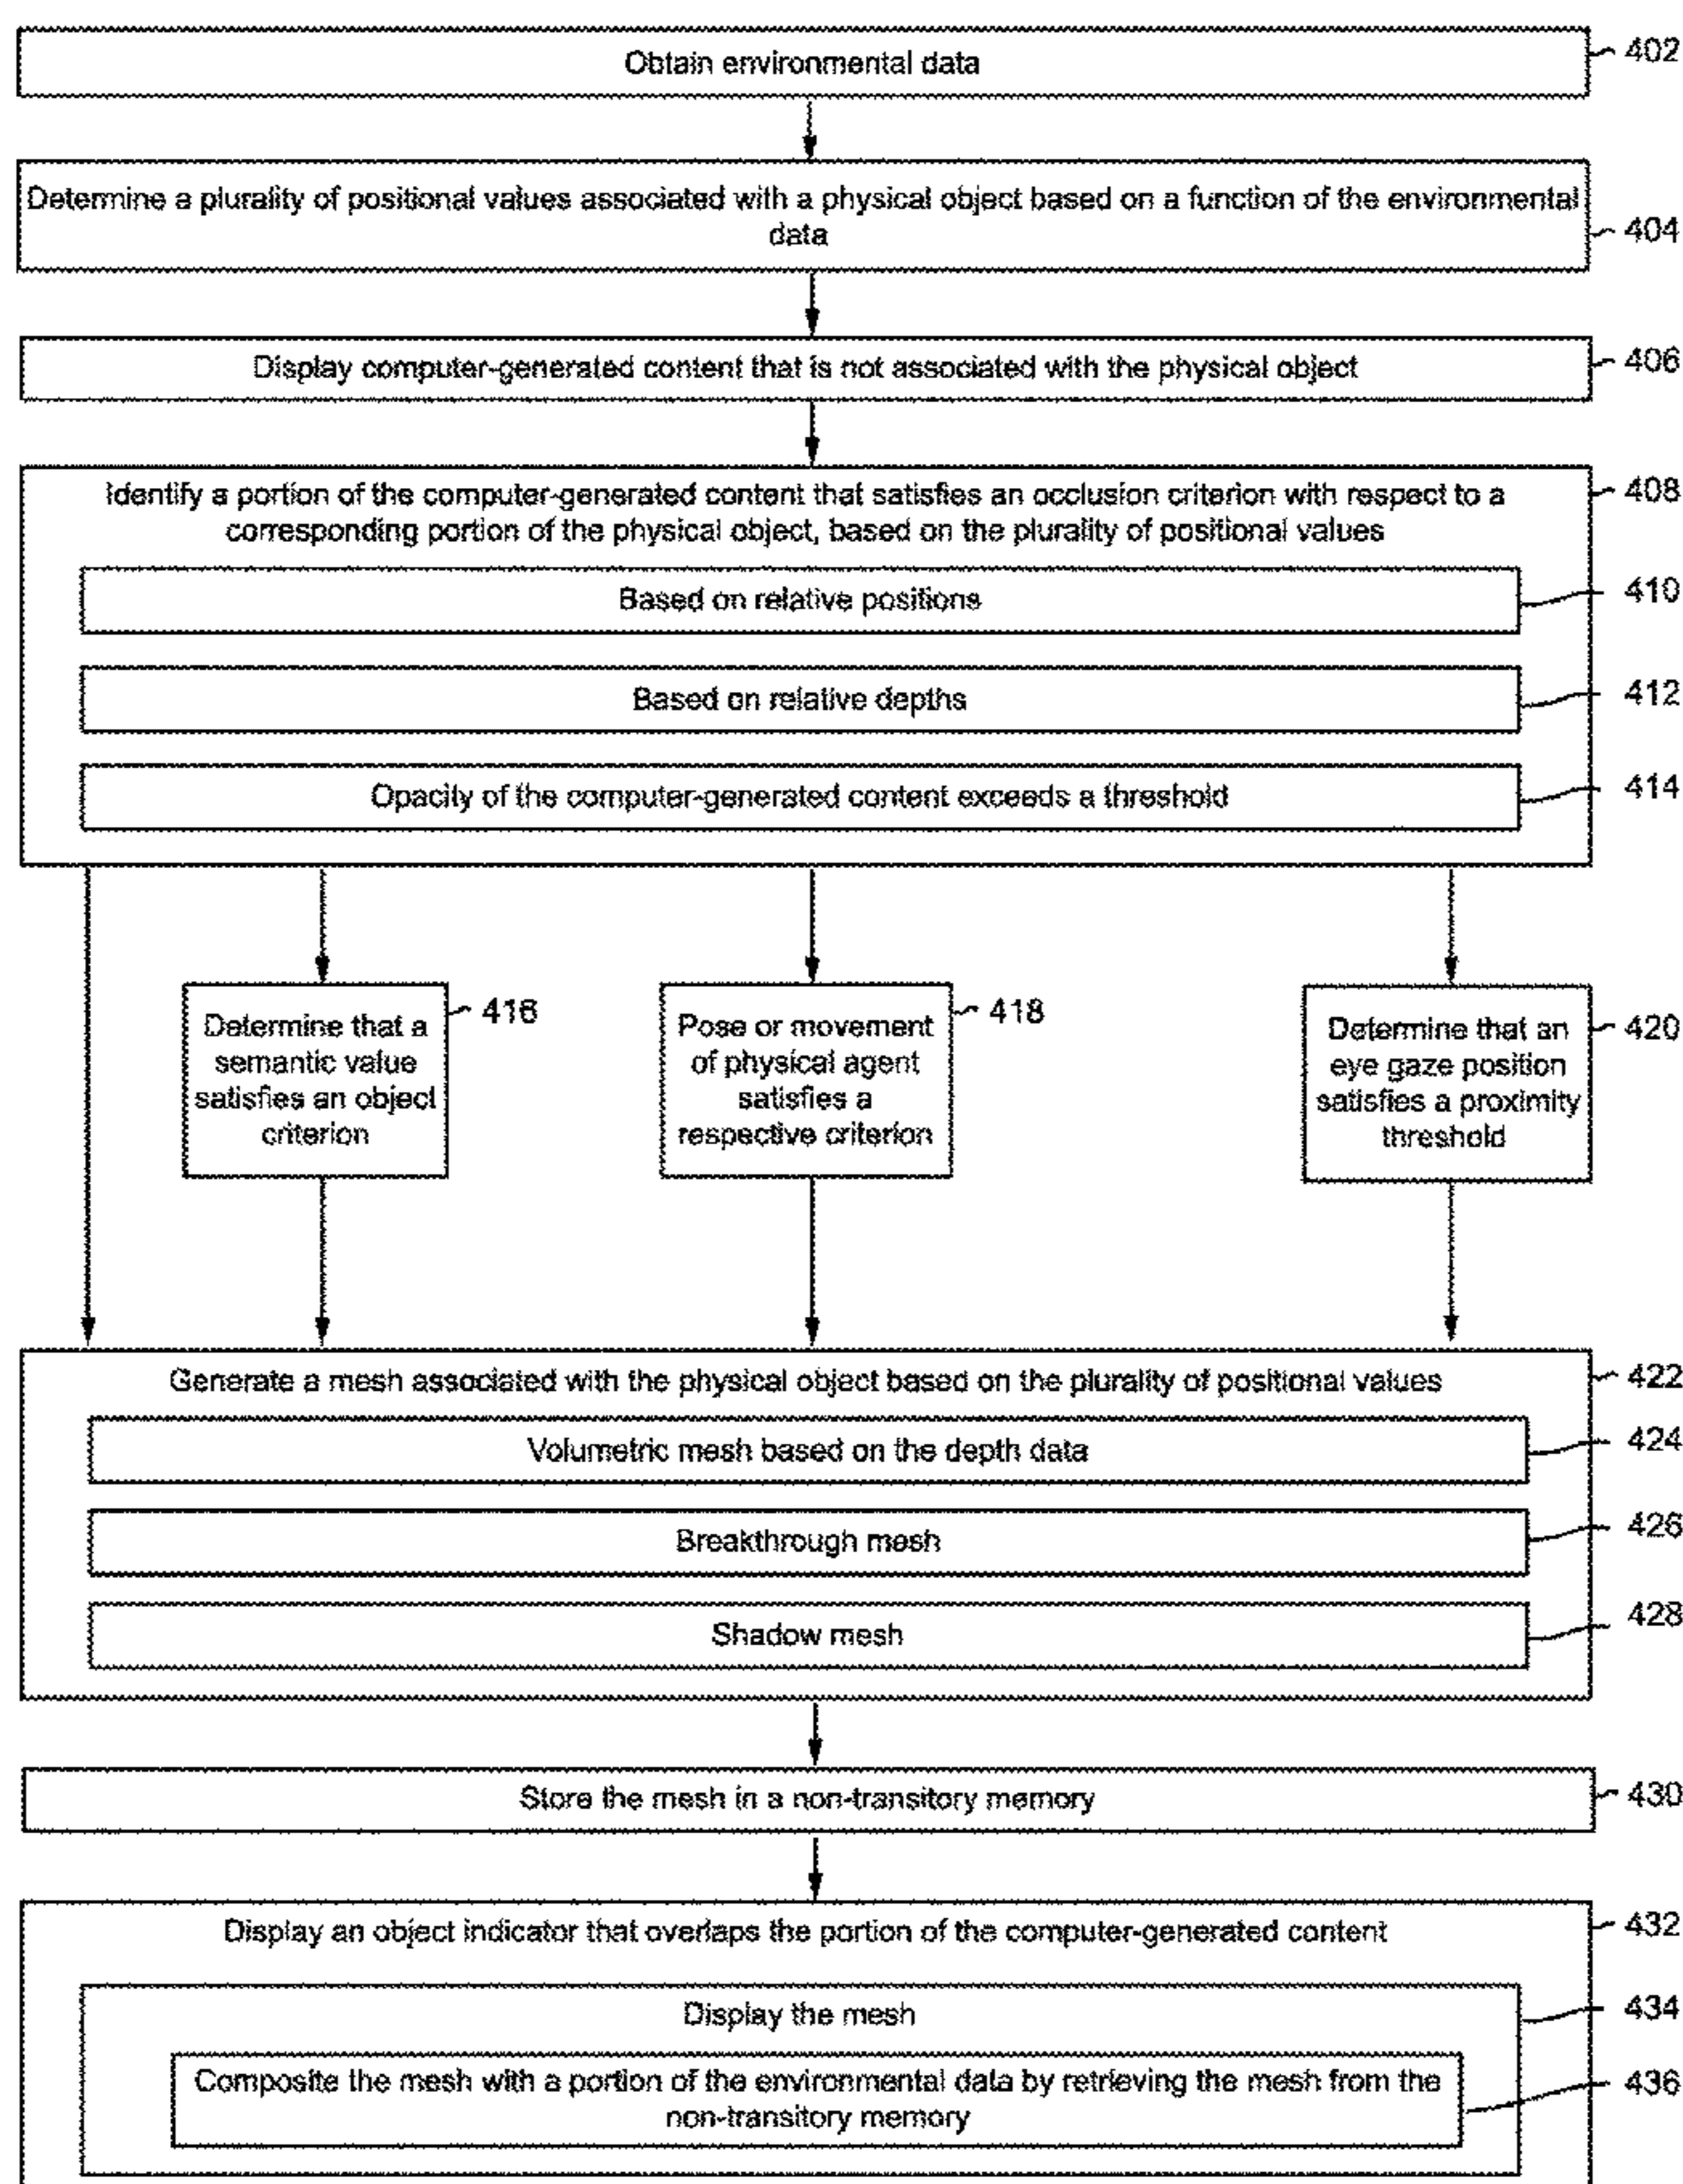 Obtain environmental data
402
Determine a plurality of positional values associated with a physical object based on a function of the environmental
data
404
Display computer-generated content that is not associated with the physical object
406
Identify a portion of the computer-generated content that satisfies an occlusion criterion with respect to a
corresponding portion of the physical object, based on the plurality of positional values
408
Based on relative positions
410
Based on relative depths
412
Opacity of the computer-generated content exceeds a threshold
414
Determine that a
semantic value
satisfies an object
criterion
416
Pose or movement
of physical agent
satisfies a
respective criterion
418
Determine that an
eye gaze position
satisfies a proximity
threshold
420
Generate a mesh associated with the physical object based on the plurality of positional values
422
Volumetric mesh based on the depth data
424
Breakthrough mesh
426
Shadow mesh
428
Store the mesh in a non-transitory memory
430
Display an object indicator that overlaps the portion of the computer-generated content
432
Display the mesh
434
Composite the mesh with a portion of the environmental data by retrieving the mesh from the
non-transitory memory
436